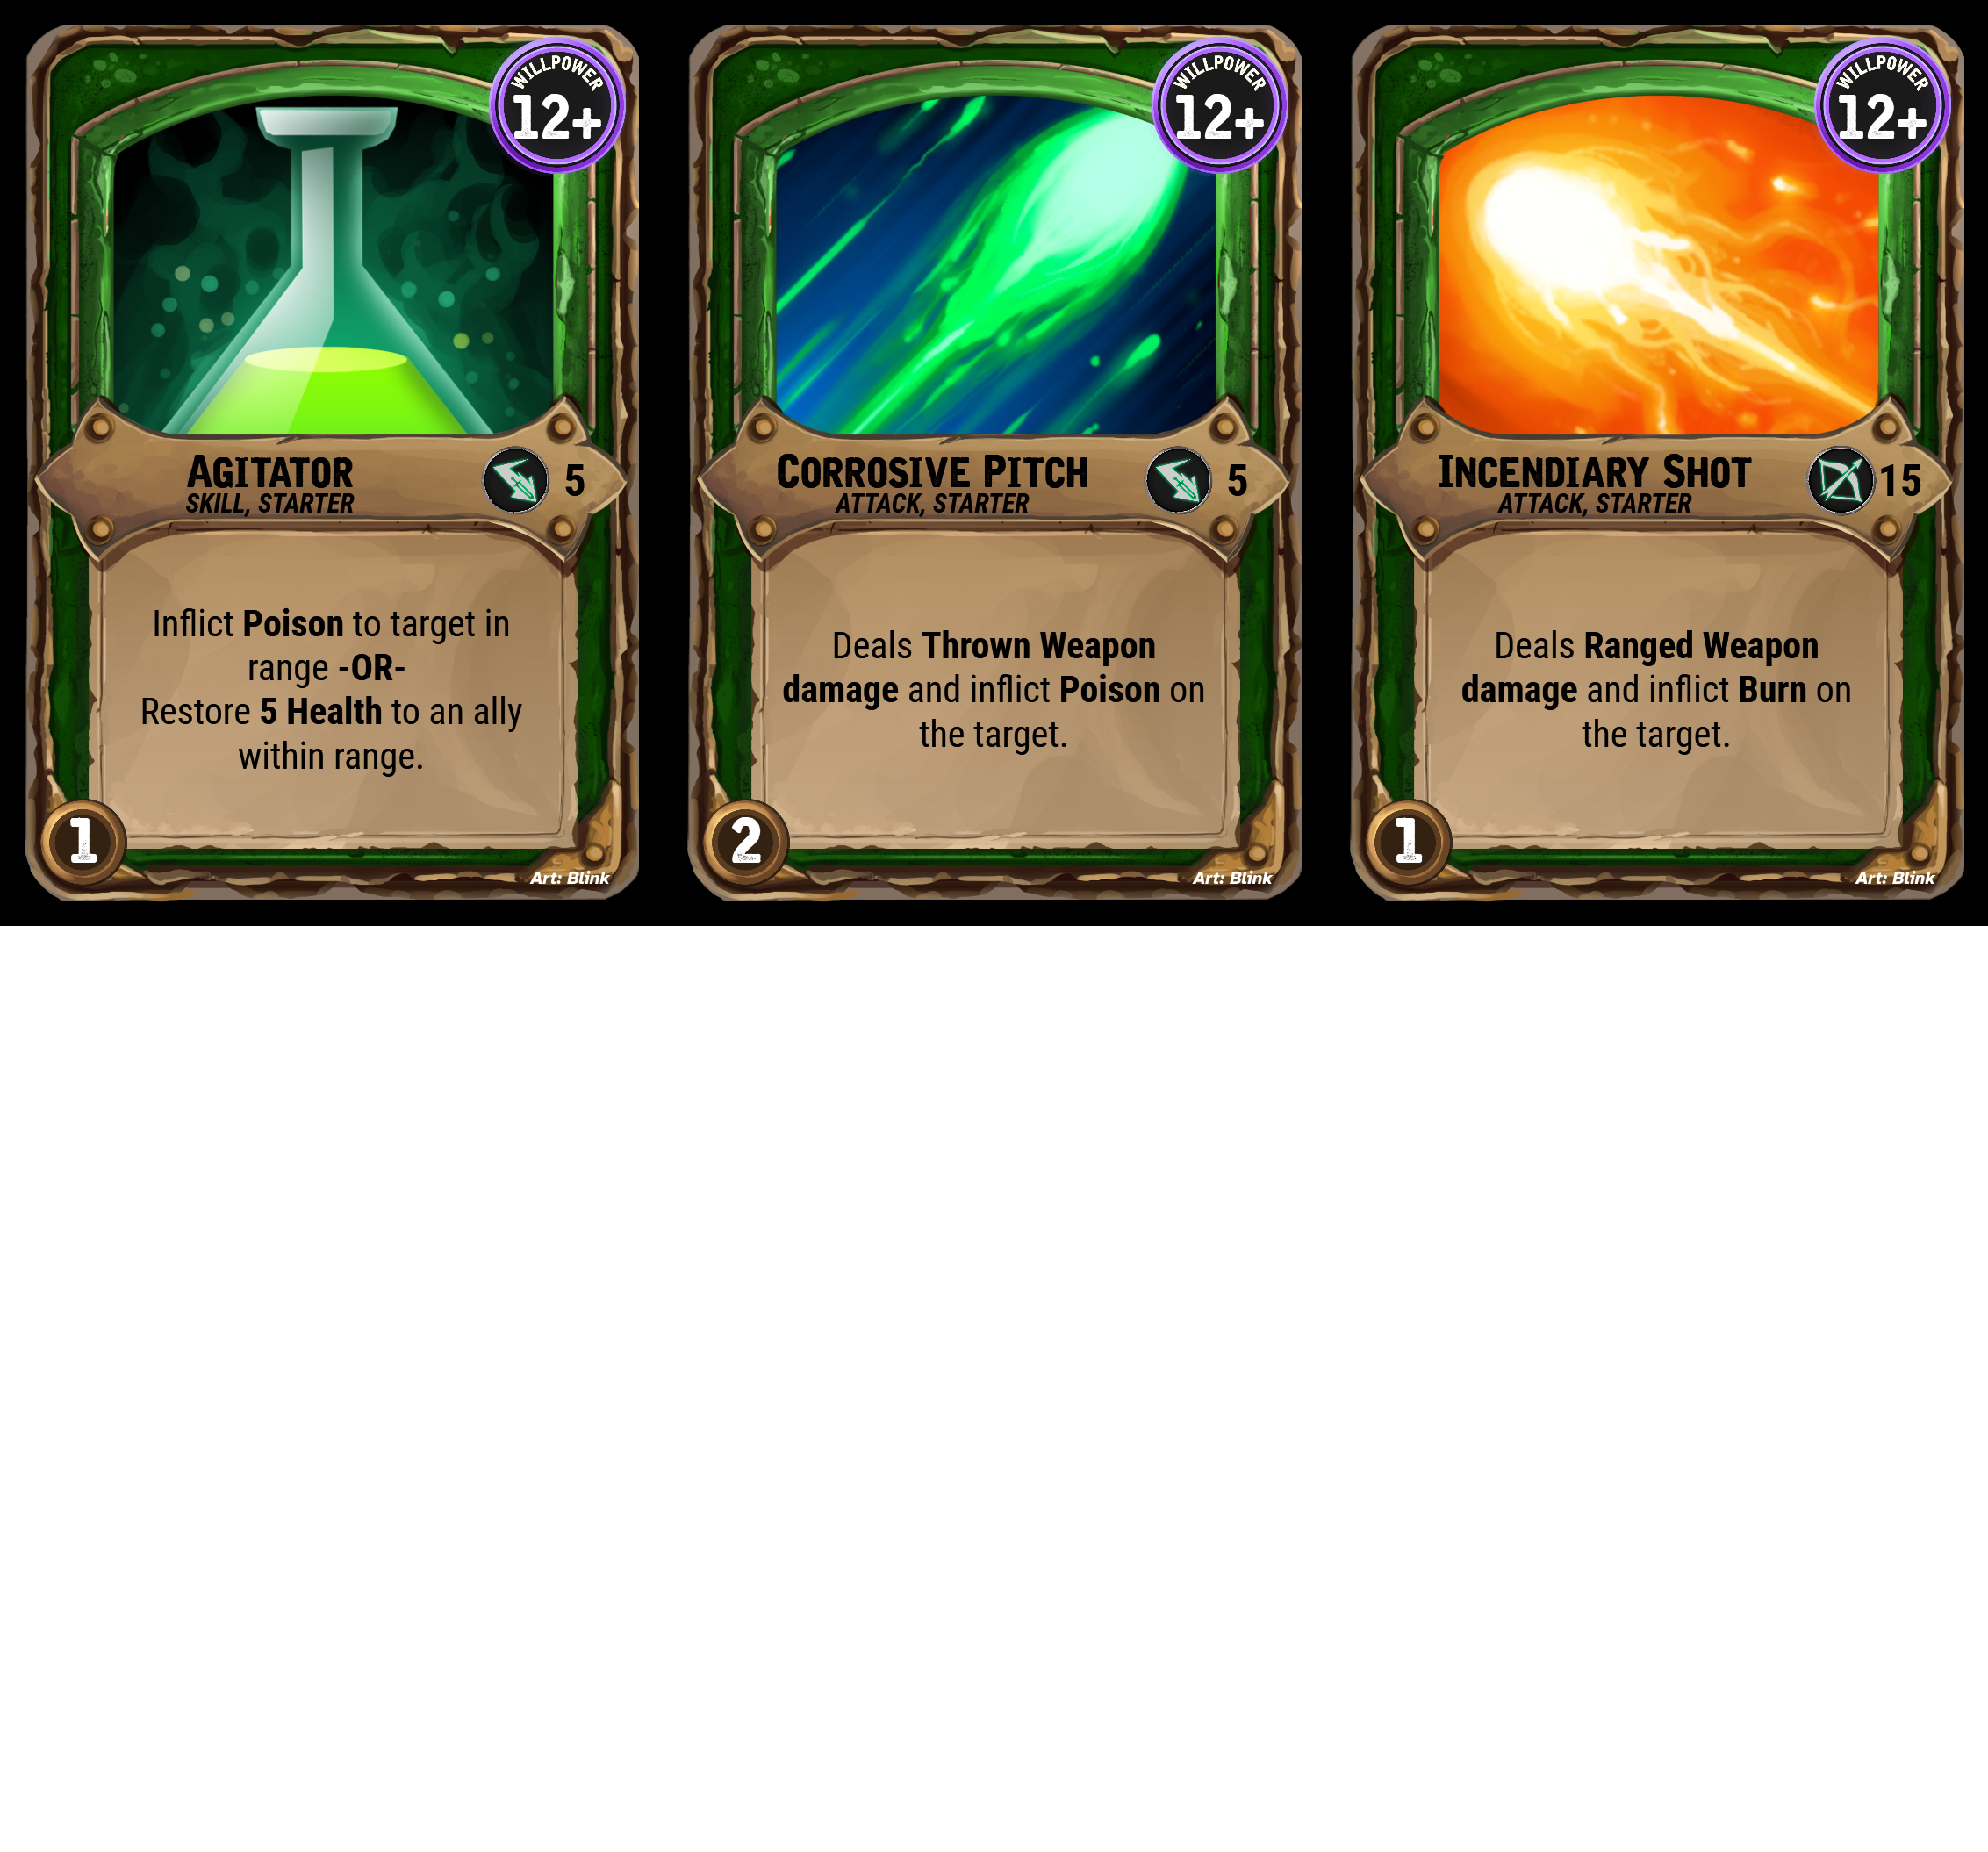 WILLPOWER
12+
AGITATOR
5
SKILL, STARTER
Inflict Poison to target in
range -OR-
Restore 5 Health to an ally
within range.
1
Art: Blink
WILLPOWER
12+
CORROSIVE PITCH
5
ATTACK, STARTER
Deals Thrown Weapon
damage and inflict Poison on
the target.
2
Art: Blink
WILLPOWER
12+
INCENDIARY SHOT
15
ATTACK, STARTER
Deals Ranged Weapon
damage and inflict Burn on
the target.
1
Art: Blink